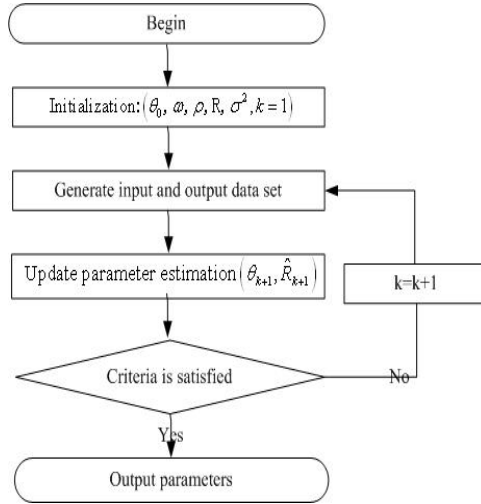 Begin
Initialization:(θ₀, ϖ, ρ, R, σ², k=1)
Generate input and output data set
Update parameter estimation(θₖ₊₁, R̂ₖ₊₁)
k=k+1
Criteria is satisfied
No
Yes
Output parameters